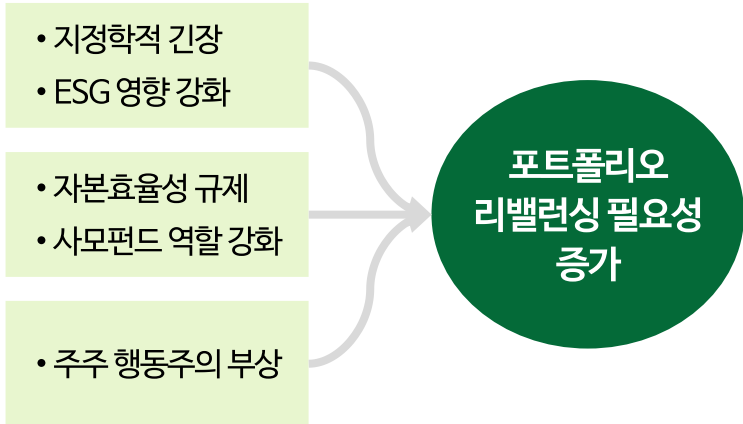 • 지정학적 긴장
• ESG 영향 강화
• 자본효율성 규제
• 사모펀드 역할 강화
• 주주 행동주의 부상
포트폴리오
리밸런싱 필요성
증가